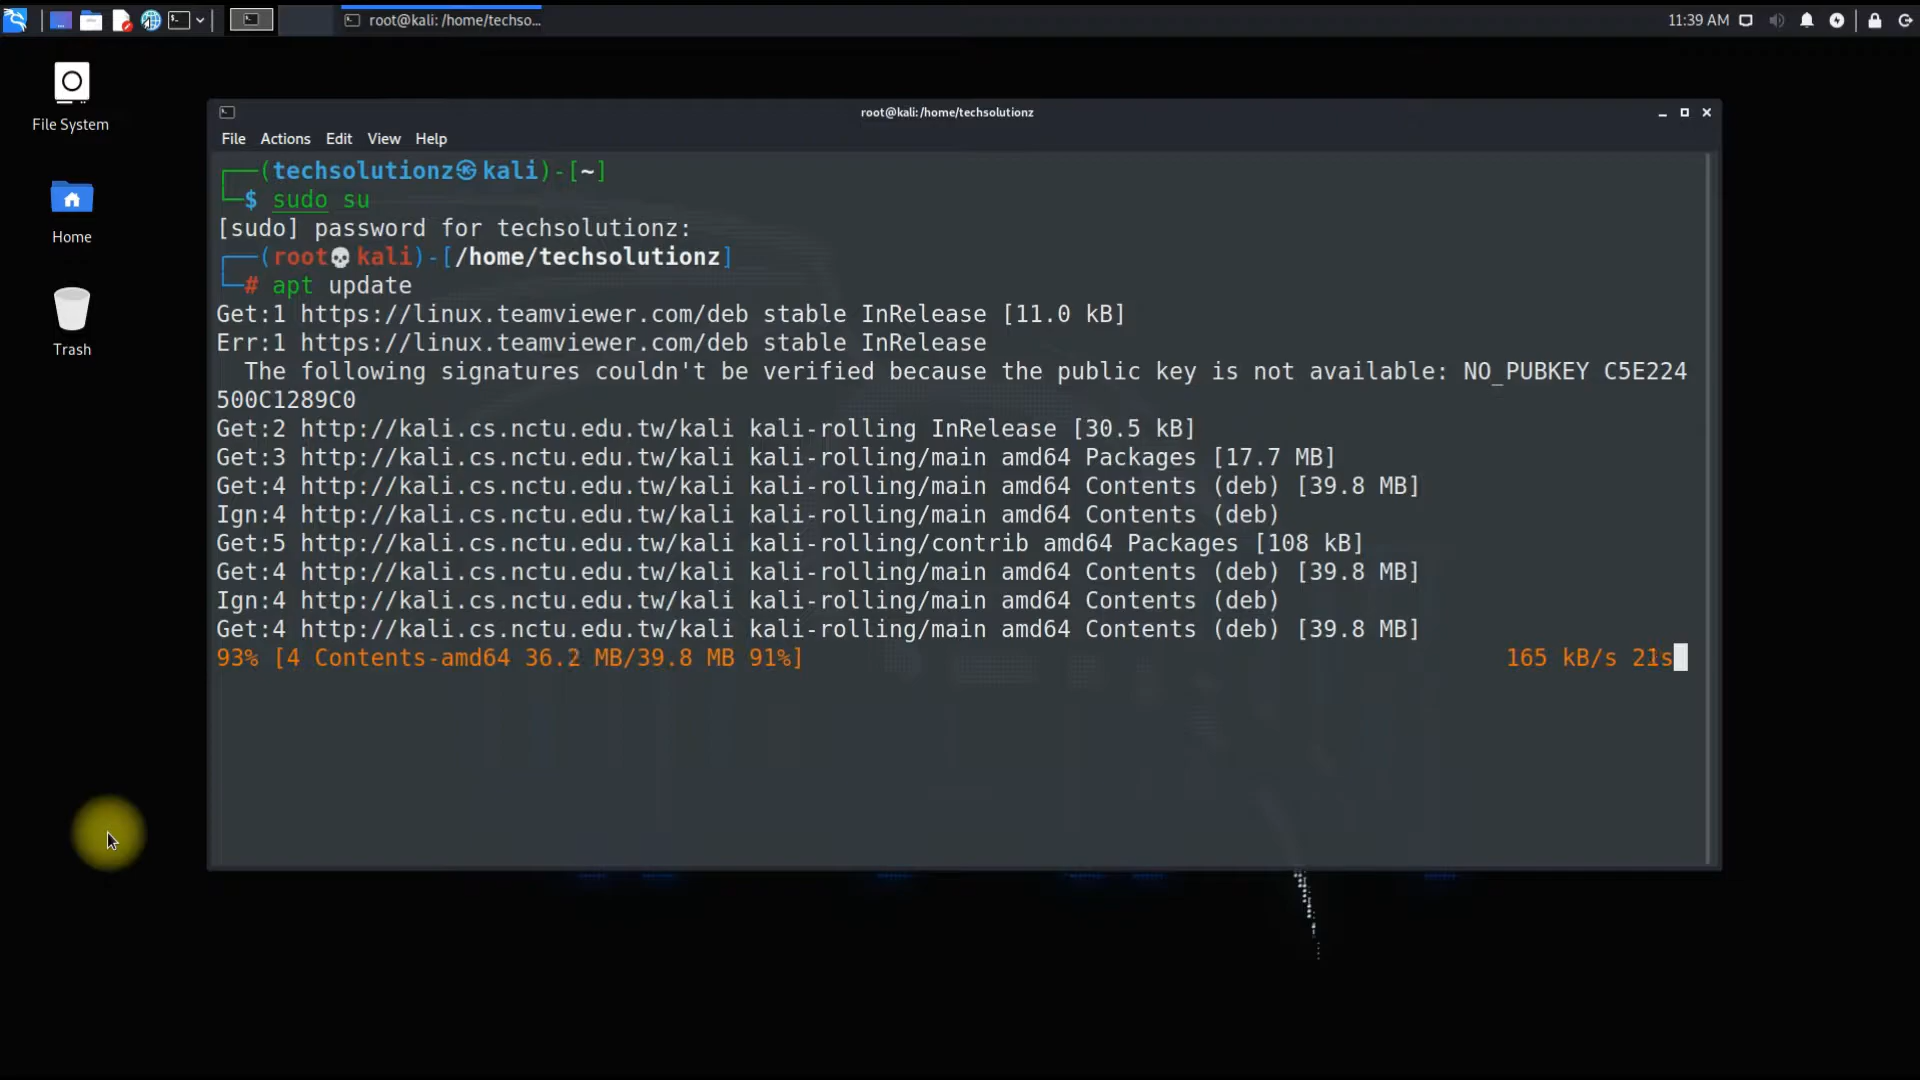 root@kali: /home/techso...
11:39 AM
File System
Home
Trash
root@kali:/home/techsolutionz
File Actions Edit View Help
┌──(techsolutionz㉿kali)-[~]
└─$ sudo su
[sudo] password for techsolutionz:
┌──(root💀kali)-[/home/techsolutionz]
└─# apt update
Get:1 https://linux.teamviewer.com/deb stable InRelease [11.0 kB]
Err:1 https://linux.teamviewer.com/deb stable InRelease
The following signatures couldn't be verified because the public key is not available: NO_PUBKEY C5E224
500C1289C0
Get:2 http://kali.cs.nctu.edu.tw/kali kali-rolling InRelease [30.5 kB]
Get:3 http://kali.cs.nctu.edu.tw/kali kali-rolling/main amd64 Packages [17.7 MB]
Get:4 http://kali.cs.nctu.edu.tw/kali kali-rolling/main amd64 Contents (deb) [39.8 MB]
Ign:4 http://kali.cs.nctu.edu.tw/kali kali-rolling/main amd64 Contents (deb)
Get:5 http://kali.cs.nctu.edu.tw/kali kali-rolling/contrib amd64 Packages [108 kB]
Get:4 http://kali.cs.nctu.edu.tw/kali kali-rolling/main amd64 Contents (deb) [39.8 MB]
Ign:4 http://kali.cs.nctu.edu.tw/kali kali-rolling/main amd64 Contents (deb)
Get:4 http://kali.cs.nctu.edu.tw/kali kali-rolling/main amd64 Contents (deb) [39.8 MB]
93% [4 Contents-amd64 36.2 MB/39.8 MB 91%] 165 kB/s 21s